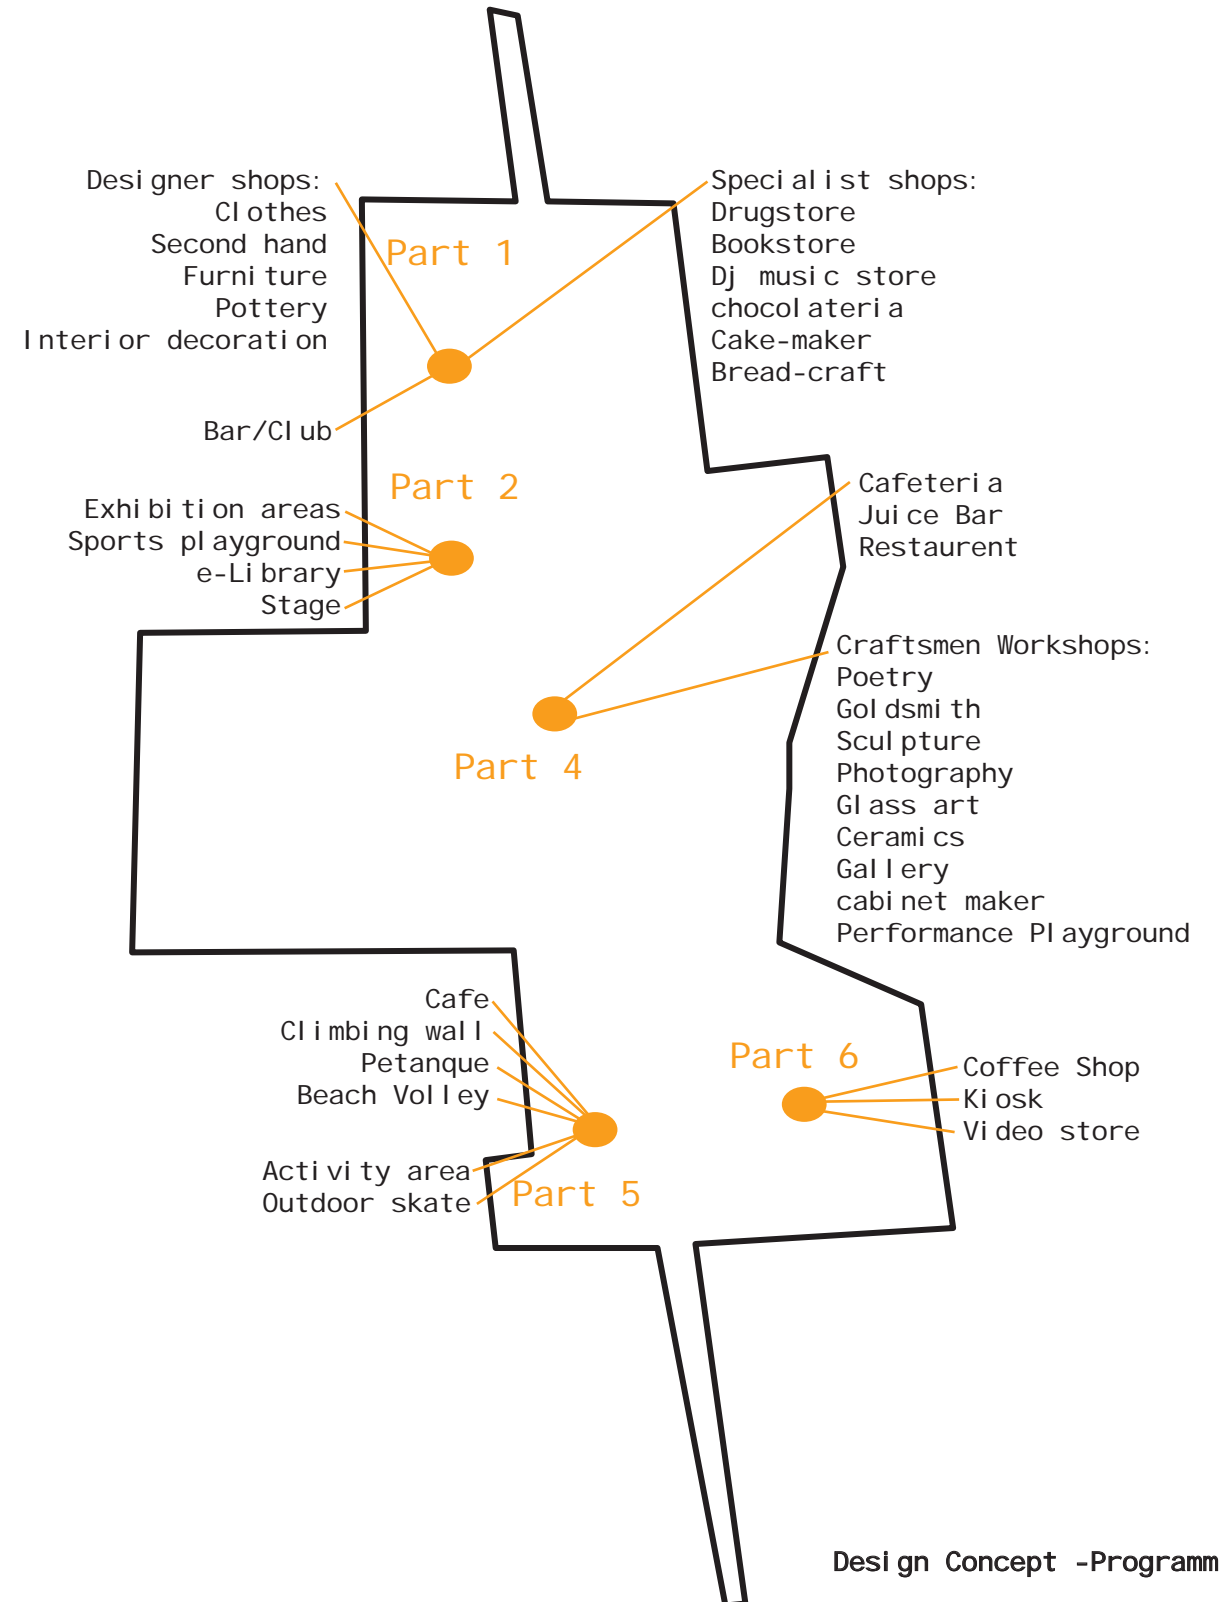 Designer shops:
Clothes
Second hand
Furniture
Pottery
Interior decoration
Specialist shops:
Drugstore
Bookstore
Dj music store
chocolateria
Cake-maker
Bread-craft
Part 1
Bar/Club
Part 2
Exhibition areas
Sports playground
e-Library
Stage
Cafeteria
Juice Bar
Restaurent
Craftsmen Workshops:
Poetry
Goldsmith
Sculpture
Photography
Glass art
Ceramics
Gallery
cabinet maker
Performance Playground
Part 4
Cafe
Climbing wall
Petanque
Beach Volley
Activity area
Outdoor skate
Part 5
Part 6
Coffee Shop
Kiosk
Video store
Design Concept -Programm